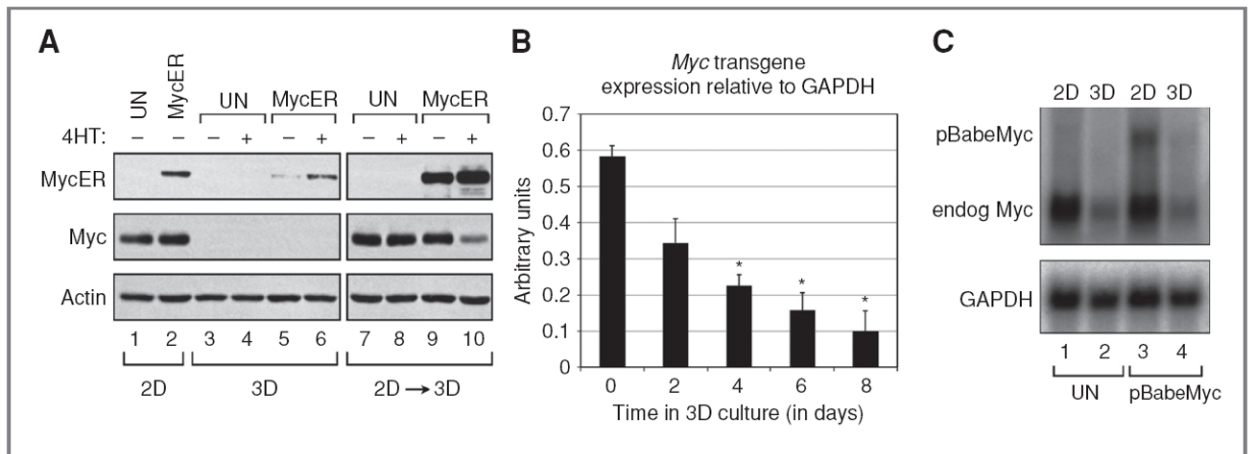 A
UN
MycER
UN
MycER
UN
MycER
4HT: – – – + – + – + – +
MycER
Myc
Actin
1 2 3 4 5 6 7 8 9 10
2D
3D
2D → 3D
B
Myc transgene
expression relative to GAPDH
Arbitrary units
0.7
0.6
0.5
0.4
0.3
0.2
0.1
0
* * *
0 2 4 6 8
Time in 3D culture (in days)
C
2D 3D 2D 3D
pBabeMyc
endog Myc
GAPDH
1 2 3 4
UN pBabeMyc